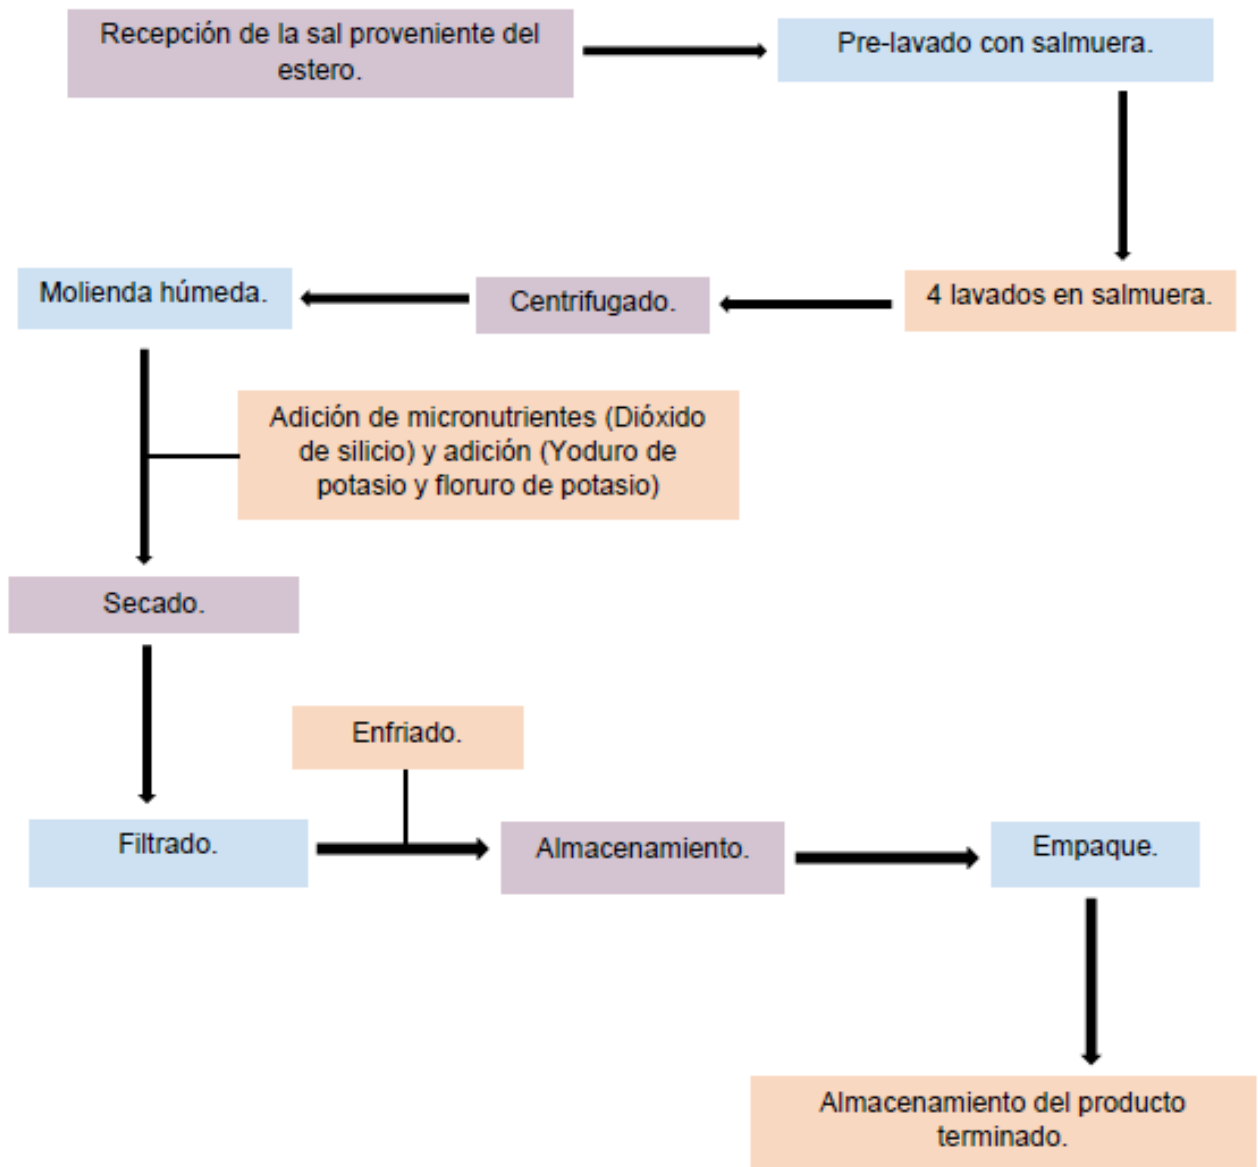 Recepción de la sal proveniente del
estero.
Pre-lavado con salmuera.
4 lavados en salmuera.
Centrifugado.
Molienda húmeda.
Adición de micronutrientes (Dióxido
de silicio) y adición (Yoduro de
potasio y floruro de potasio)
Secado.
Filtrado.
Enfriado.
Almacenamiento.
Empaque.
Almacenamiento del producto
terminado.